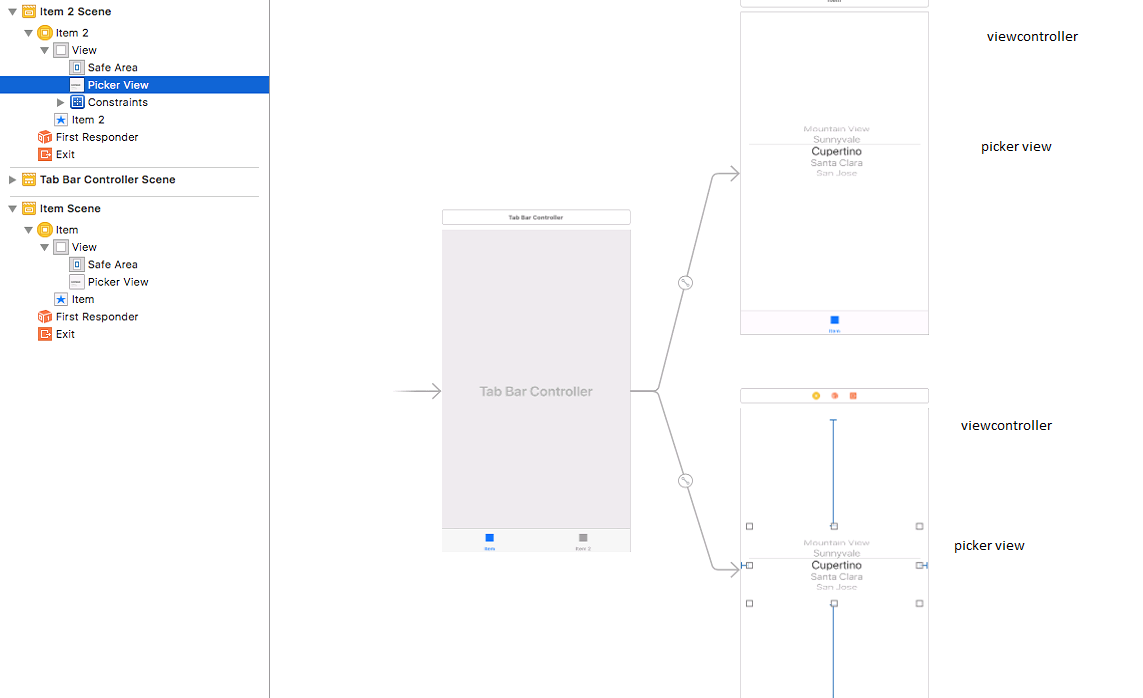 Item 2 Scene
Item 2
View
Safe Area
Picker View
Constraints
Item 2
First Responder
Exit
Tab Bar Controller Scene
Item Scene
Item
View
Safe Area
Picker View
Item
First Responder
Exit
Tab Bar Controller
Tab Bar Controller
Item
Item 2
Item
viewcontroller
Mountain View
Sunnyvale
Cupertino
Santa Clara
San Jose
picker view
Item
viewcontroller
Mountain View
Sunnyvale
Cupertino
Santa Clara
San Jose
picker view